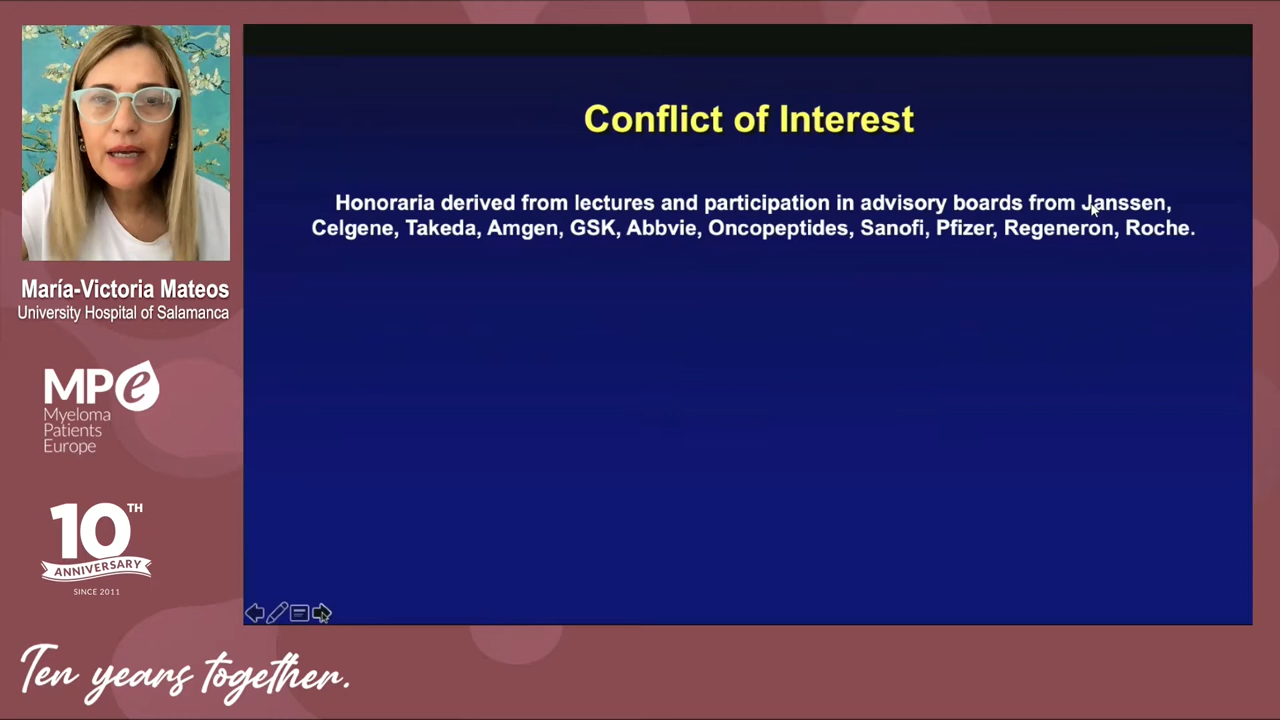 Conflict of Interest
Honoraria derived from lectures and participation in advisory boards from Janssen,
Celgene, Takeda, Amgen, GSK, Abbvie, Oncopeptides, Sanofi, Pfizer, Regeneron, Roche.
María-Victoria Mateos
University Hospital of Salamanca
MPe
Myeloma
Patients
Europe
10TH
ANNIVERSARY
SINCE 2011
Ten years together.